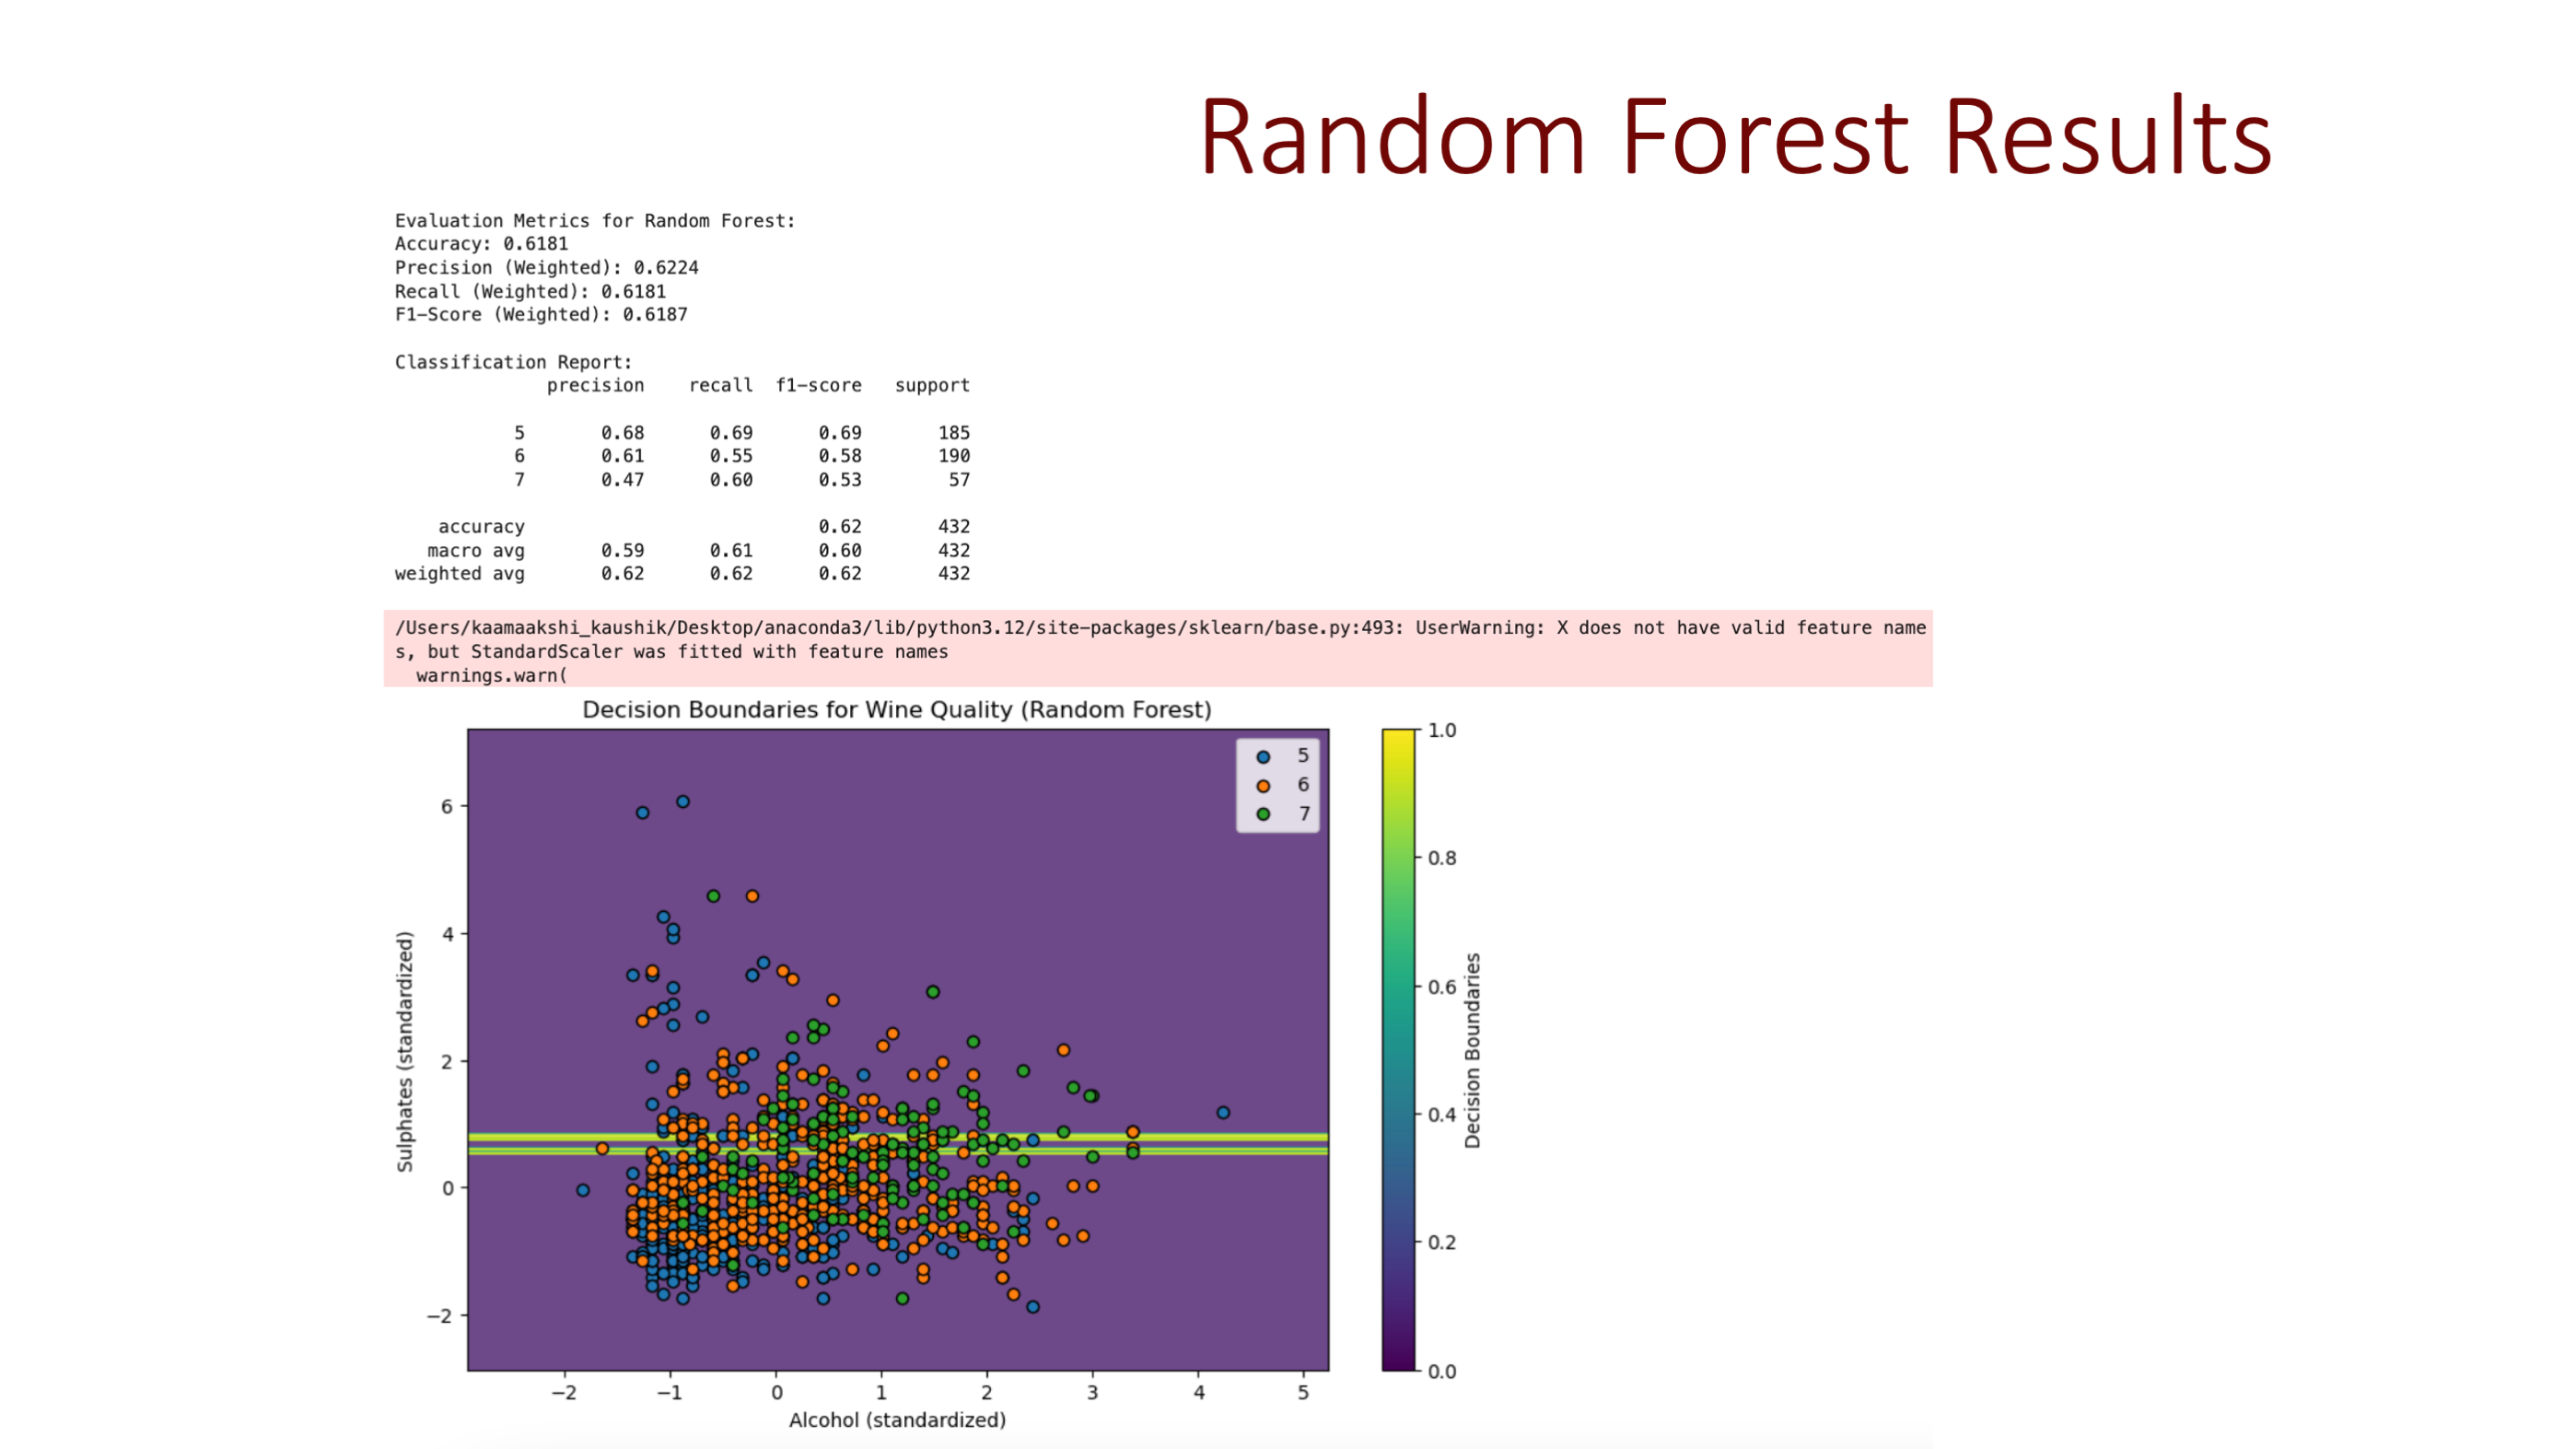 Random Forest Results
Evaluation Metrics for Random Forest:
Accuracy: 0.6181
Precision (Weighted): 0.6224
Recall (Weighted): 0.6181
F1-Score (Weighted): 0.6187
Classification Report:
precision recall f1-score support
5 0.68 0.69 0.69 185
6 0.61 0.55 0.58 190
7 0.47 0.60 0.53 57
accuracy 0.62 432
macro avg 0.59 0.61 0.60 432
weighted avg 0.62 0.62 0.62 432
/Users/kaamaakshi_kaushik/Desktop/anaconda3/lib/python3.12/site-packages/sklearn/base.py:493: UserWarning: X does not have valid feature name
s, but StandardScaler was fitted with feature names
warnings.warn(
Decision Boundaries for Wine Quality (Random Forest)
5
6
7
6
4
2
0
−2
Sulphates (standardized)
−2 −1 0 1 2 3 4 5
Alcohol (standardized)
1.0
0.8
0.6
0.4
0.2
0.0
Decision Boundaries